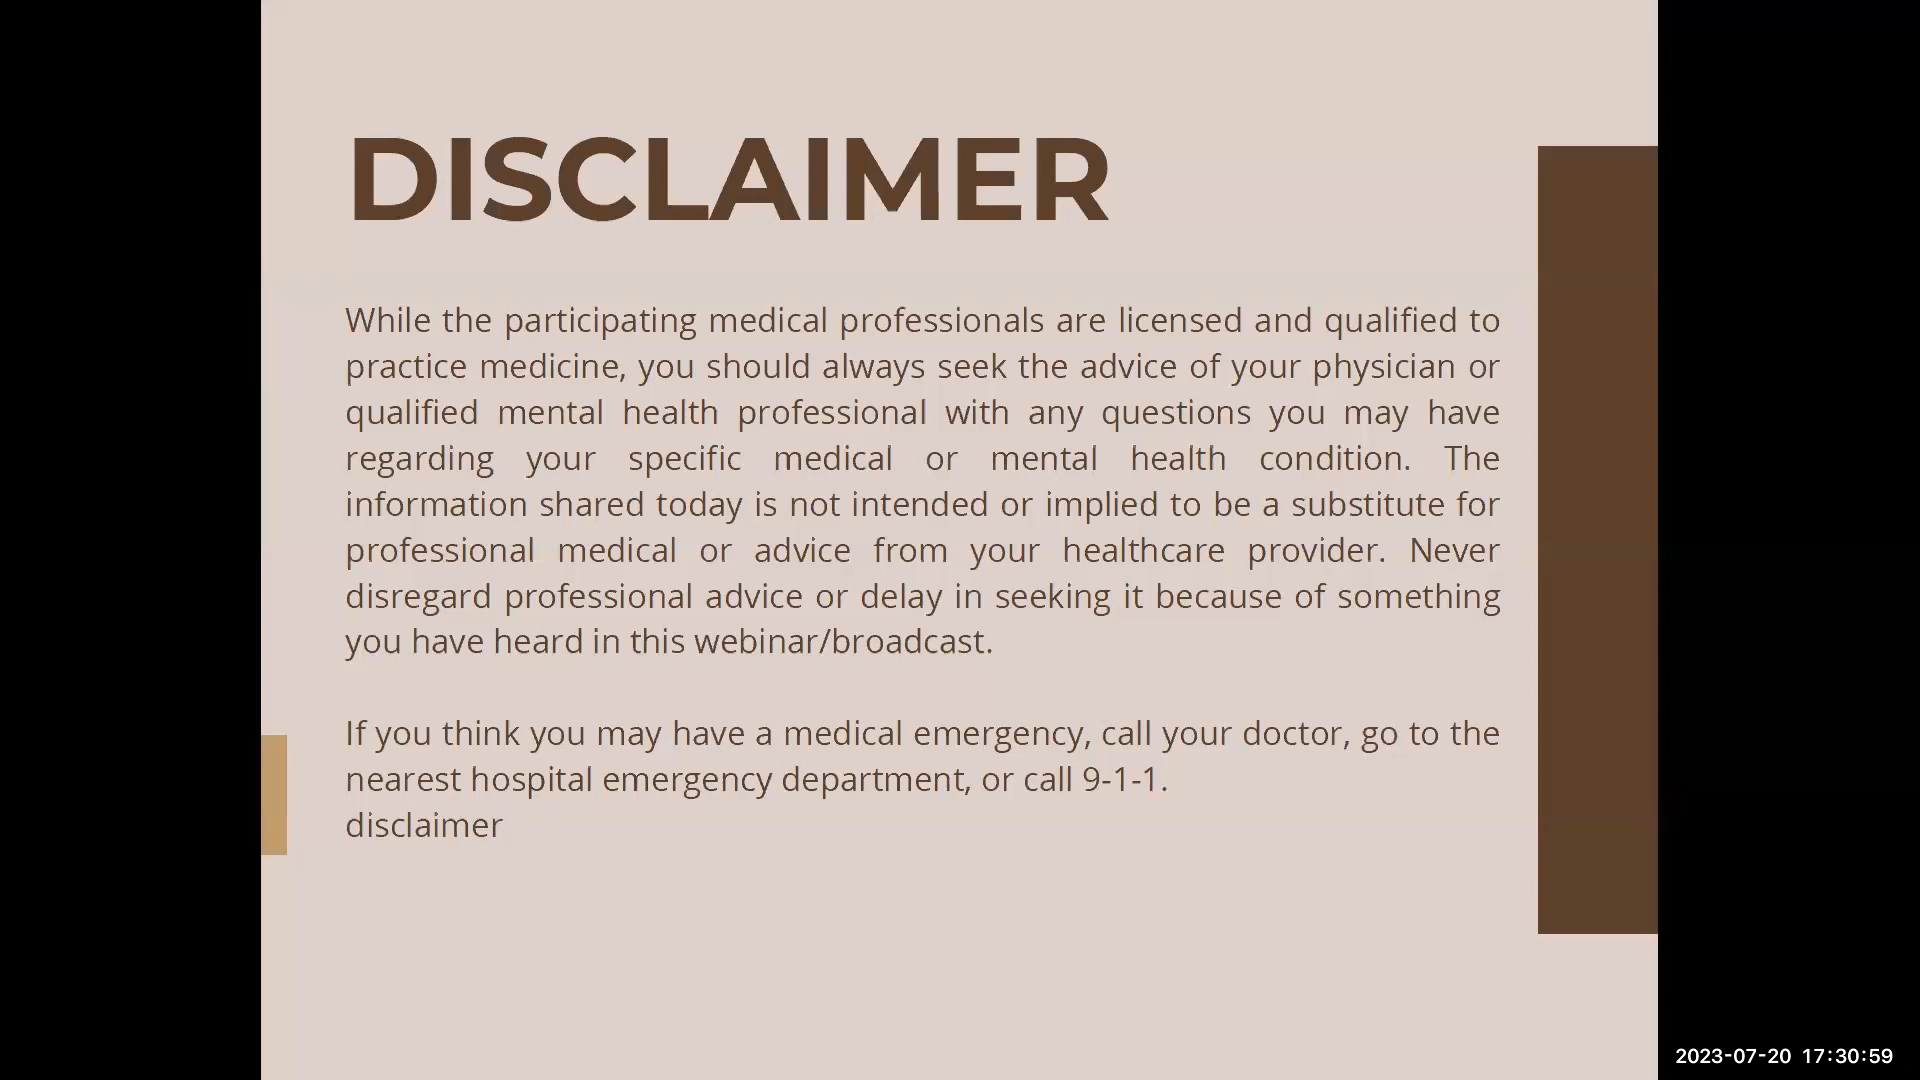 DISCLAIMER
While the participating medical professionals are licensed and qualified to
practice medicine, you should always seek the advice of your physician or
qualified mental health professional with any questions you may have
regarding your specific medical or mental health condition. The
information shared today is not intended or implied to be a substitute for
professional medical or advice from your healthcare provider. Never
disregard professional advice or delay in seeking it because of something
you have heard in this webinar/broadcast.
If you think you may have a medical emergency, call your doctor, go to the
nearest hospital emergency department, or call 9-1-1.
disclaimer
2023-07-20 17:30:59